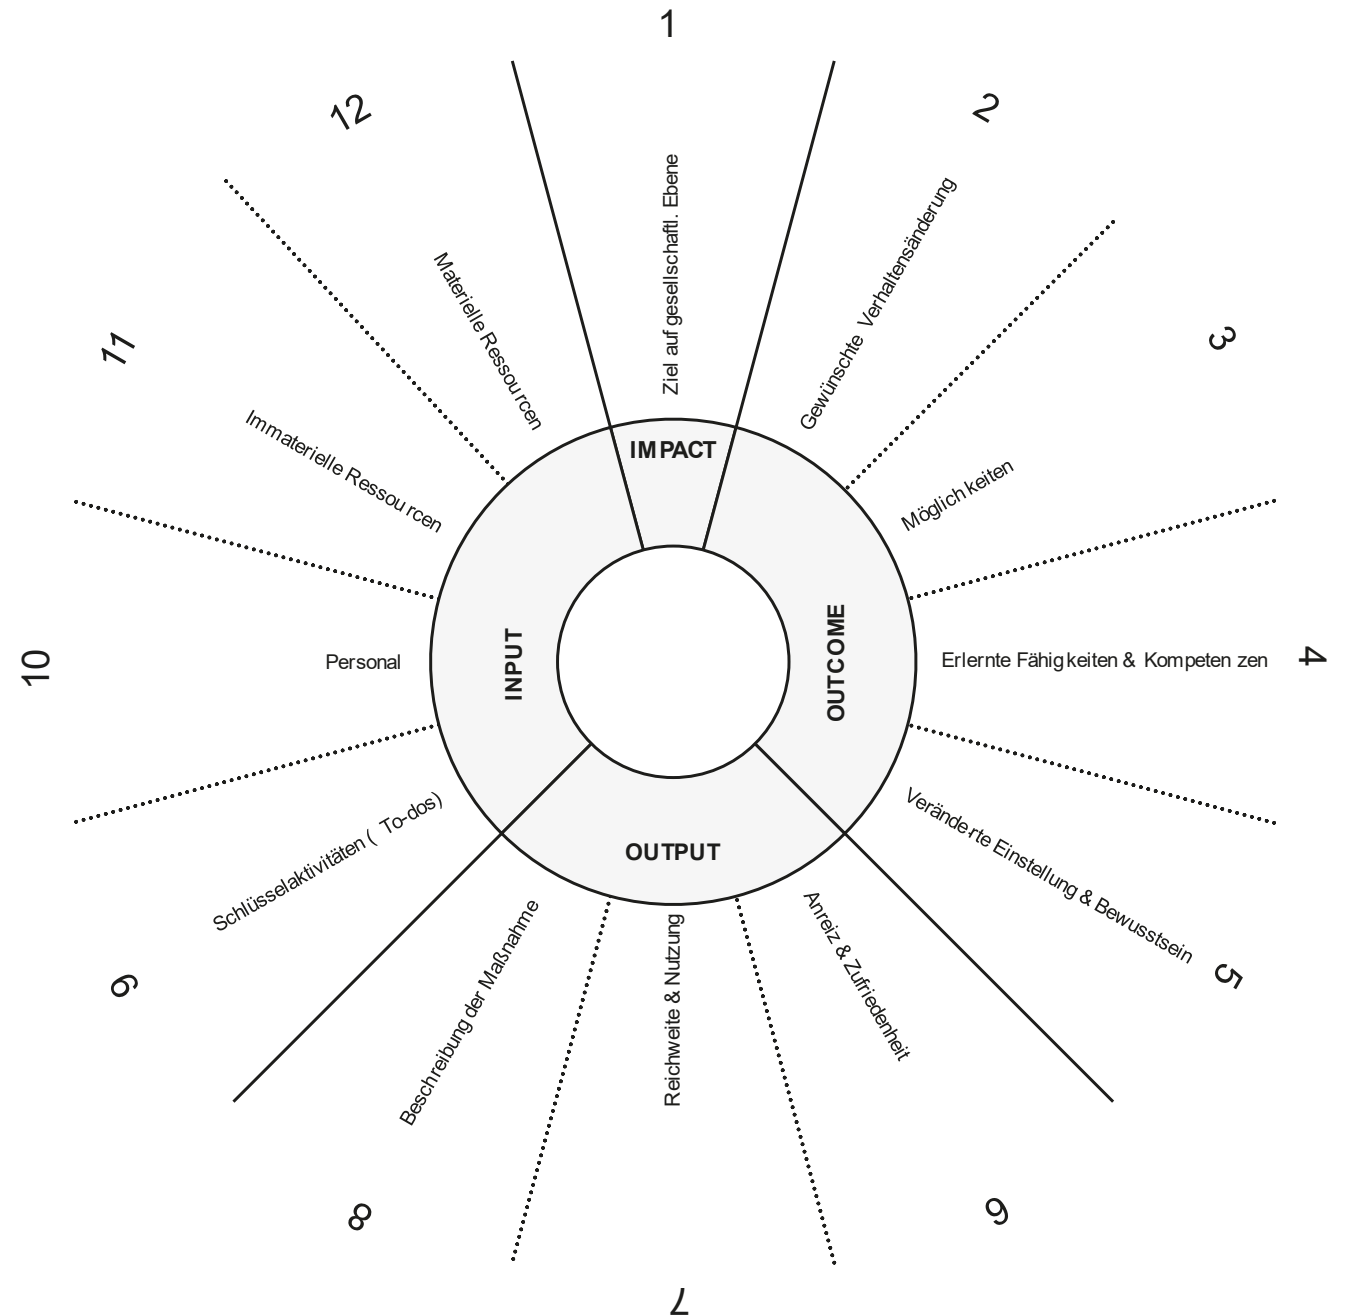 1
Ziel auf gesellschaftl. Ebene
2
Gewünschte Verhaltensänderung
3
Möglichkeiten
4
Erlernte Fähigkeiten & Kompetenzen
5
Veränderte Einstellung & Bewusstsein
6
Anreiz & Zufriedenheit
7
Reichweite & Nutzung
8
Beschreibung der Maßnahme
9
Schlüsselaktivitäten ( To-dos)
10
Personal
11
Immaterielle Ressourcen
12
Materielle Ressourcen
IMPACT
OUTCOME
OUTPUT
INPUT